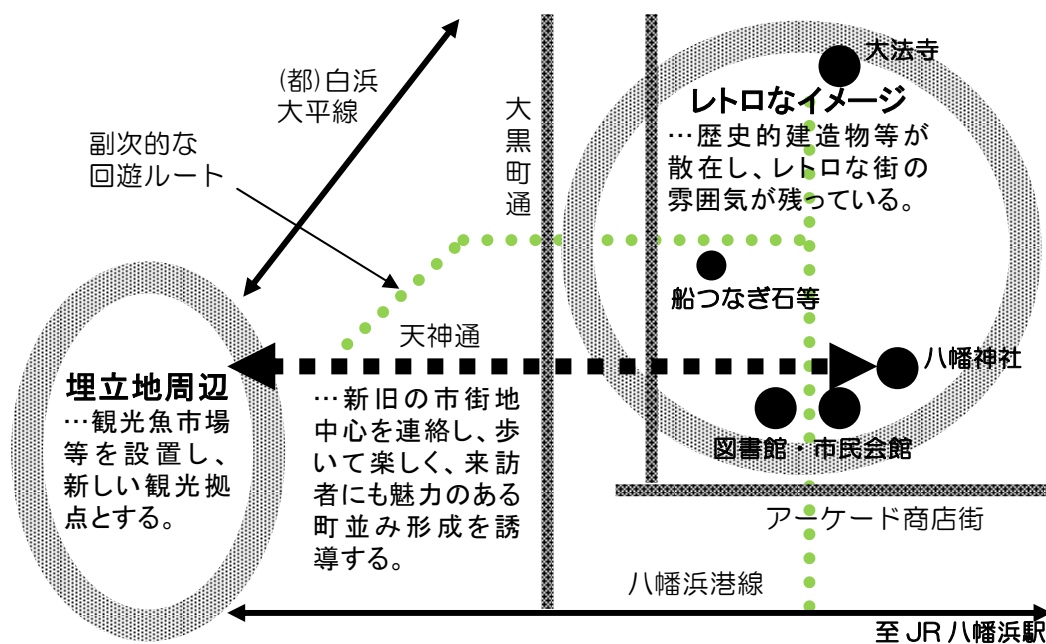 (都)白浜
大平線
副次的な
回遊ルート
大黒町通
大法寺
レトロなイメージ
…歴史的建造物等が
散在し、レトロな街の
雰囲気が残っている。
船つなぎ石等
天神通
八幡神社
埋立地周辺
…観光魚市場
等を設置し、
新しい観光拠
点とする。
…新旧の市街地
中心を連絡し、歩
いて楽しく、来訪
者にも魅力のある
町並み形成を誘
導する。
図書館・市民会館
アーケード商店街
八幡浜港線
至JR八幡浜駅